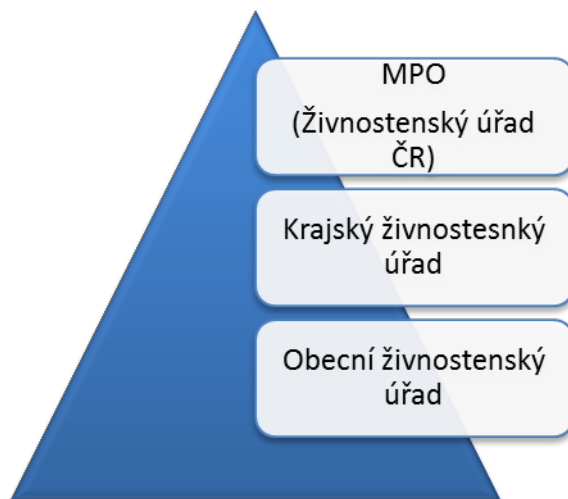 MPO
(Živnostenský úřad
ČR)
Krajský živnostesnký
úřad
Obecní živnostenský
úřad